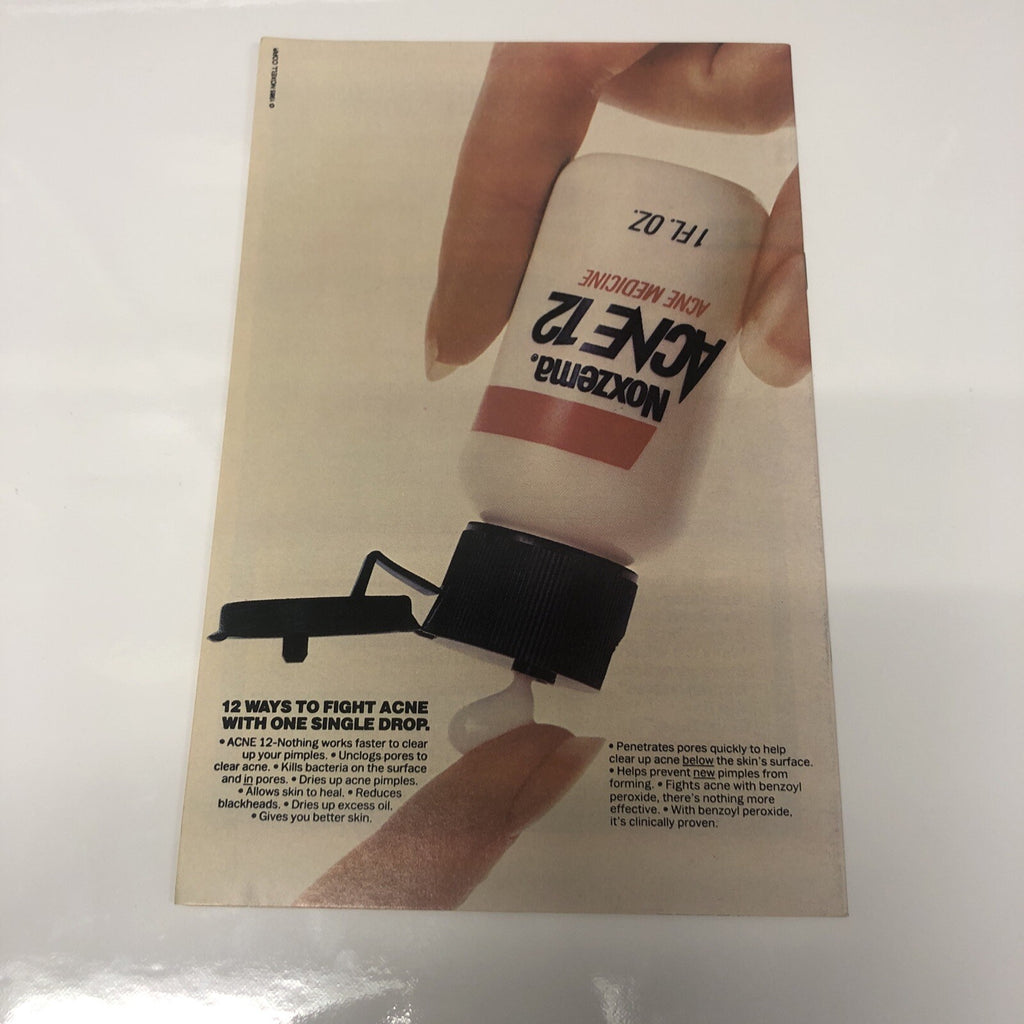 © 1985 NOXELL CORP.
1 FL. OZ.
ACNE MEDICINE
ACNE 12
Noxzema.
12 WAYS TO FIGHT ACNE
WITH ONE SINGLE DROP.
• ACNE 12-Nothing works faster to clear
up your pimples. • Unclogs pores to
clear acne. • Kills bacteria on the surface
and in pores. • Dries up acne pimples.
• Allows skin to heal. • Reduces
blackheads. • Dries up excess oil.
• Gives you better skin.
• Penetrates pores quickly to help
clear up acne below the skin's surface.
• Helps prevent new pimples from
forming. • Fights acne with benzoyl
peroxide, there's nothing more
effective. • With benzoyl peroxide,
it's clinically proven.